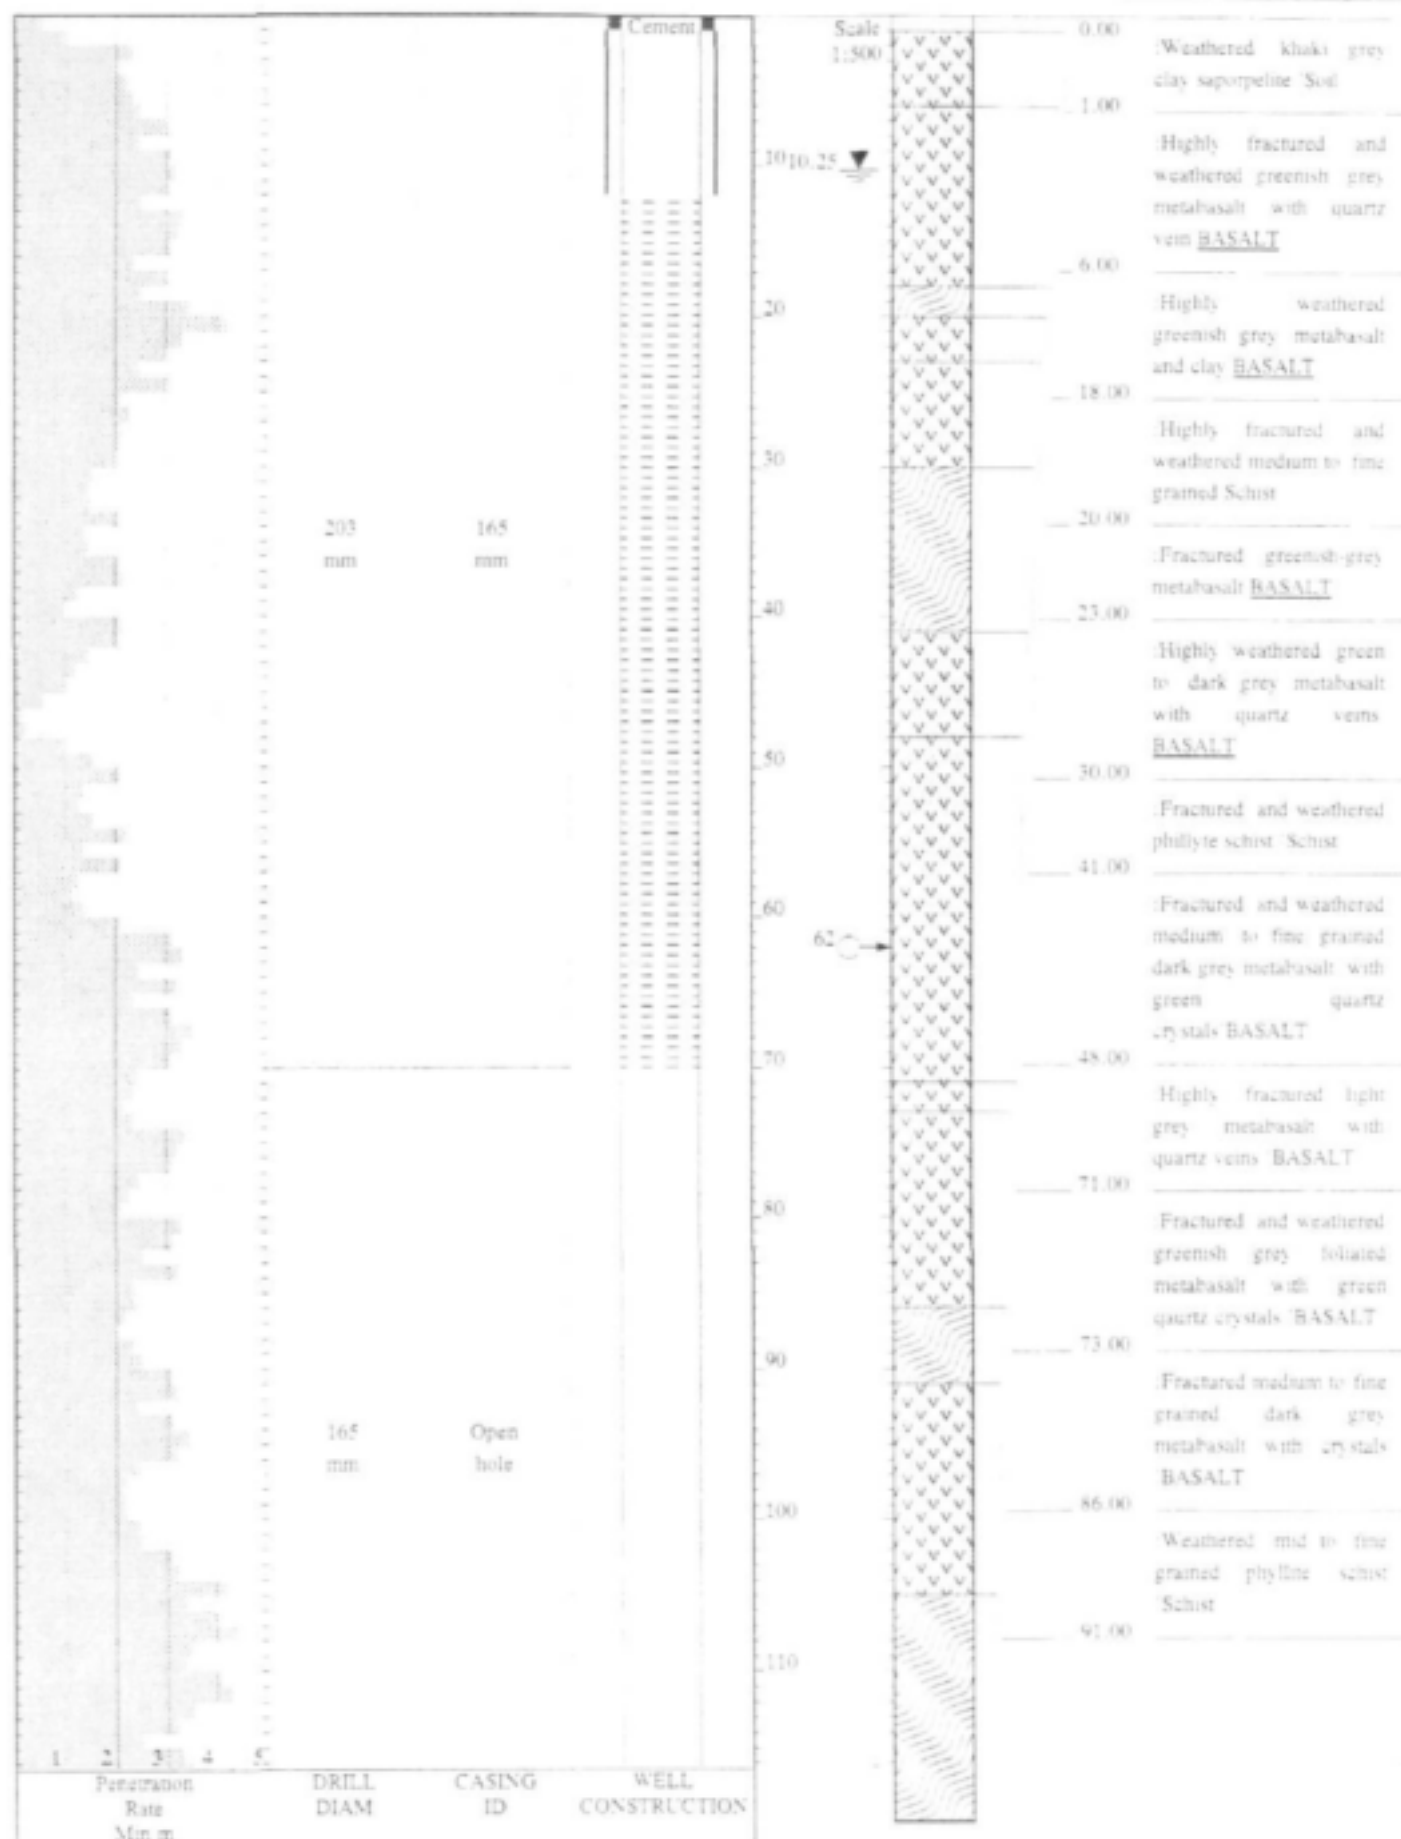 Cement
Scale
1:500
10
10.25
20
30
203
mm
165
mm
40
50
60
62
70
80
90
165
mm
Open
hole
100
110
1 2 3 4 5
Penetration
Rate
Min m
DRILL
DIAM
CASING
ID
WELL
CONSTRUCTION
0.00
:Weathered khaki grey
clay saporpelite 'Soil
1.00
:Highly fractured and
weathered greenish grey
metabasalt with quartz
vein BASALT
6.00
:Highly weathered
greenish grey metabasalt
and clay BASALT
18.00
:Highly fractured and
weathered medium to fine
grained Schist
20.00
:Fractured greenish-grey
metabasalt BASALT
23.00
:Highly weathered green
to dark grey metabasalt
with quartz veins
BASALT
30.00
:Fractured and weathered
phillyte schist 'Schist
41.00
:Fractured and weathered
medium to fine grained
dark grey metabasalt with
green quartz
crystals'BASALT
48.00
:Highly fractured light
grey metabasalt with
quartz veins 'BASALT
71.00
:Fractured and weathered
greenish grey foliated
metabasalt with green
qaurtz crystals 'BASALT
73.00
:Fractured medium to fine
grained dark grey
metabasalt with crystals
'BASALT
86.00
:Weathered mid to fine
grained phyllite schist
'Schist
91.00